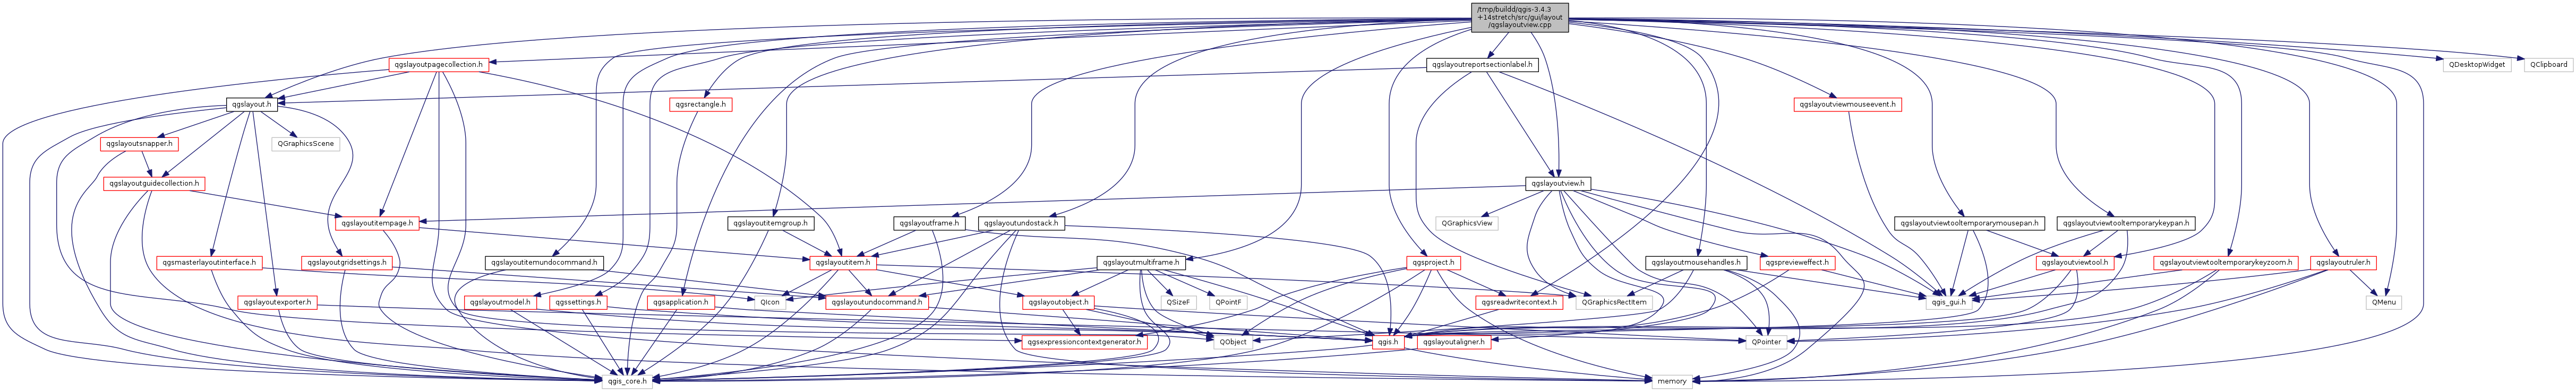 /tmp/buildd/qgis-3.4.3
+14stretch/src/gui/layout
/qgslayoutview.cpp
qgslayoutpagecollection.h
qgslayoutreportsectionlabel.h
QDesktopWidget
QClipboard
qgslayout.h
qgsrectangle.h
qgslayoutviewmouseevent.h
qgslayoutsnapper.h
QGraphicsScene
qgslayoutguidecollection.h
qgslayoutview.h
qgslayoutitempage.h
qgslayoutitemgroup.h
qgslayoutframe.h
qgslayoutundostack.h
QGraphicsView
qgslayoutviewtooltemporarymousepan.h
qgslayoutviewtooltemporarykeypan.h
qgsmasterlayoutinterface.h
qgslayoutgridsettings.h
qgslayoutitemundocommand.h
qgslayoutitem.h
qgslayoutmultiframe.h
qgsproject.h
qgslayoutmousehandles.h
qgsprevieweffect.h
qgslayoutviewtool.h
qgslayoutviewtooltemporarykeyzoom.h
qgslayoutruler.h
qgslayoutexporter.h
qgslayoutmodel.h
qgssettings.h
qgsapplication.h
QIcon
qgslayoutundocommand.h
qgslayoutobject.h
QSizeF
QPointF
qgsreadwritecontext.h
QGraphicsRectItem
qgis_gui.h
QMenu
qgsexpressioncontextgenerator.h
QObject
qgis.h
qgslayoutaligner.h
QPointer
qgis_core.h
memory